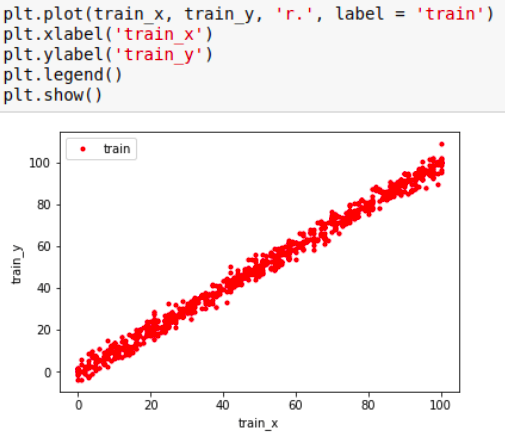 plt.plot(train_x, train_y, 'r.', label = 'train')
plt.xlabel('train_x')
plt.ylabel('train_y')
plt.legend()
plt.show()
train
100
80
60
40
20
0
train_y
0 20 40 60 80 100
train_x